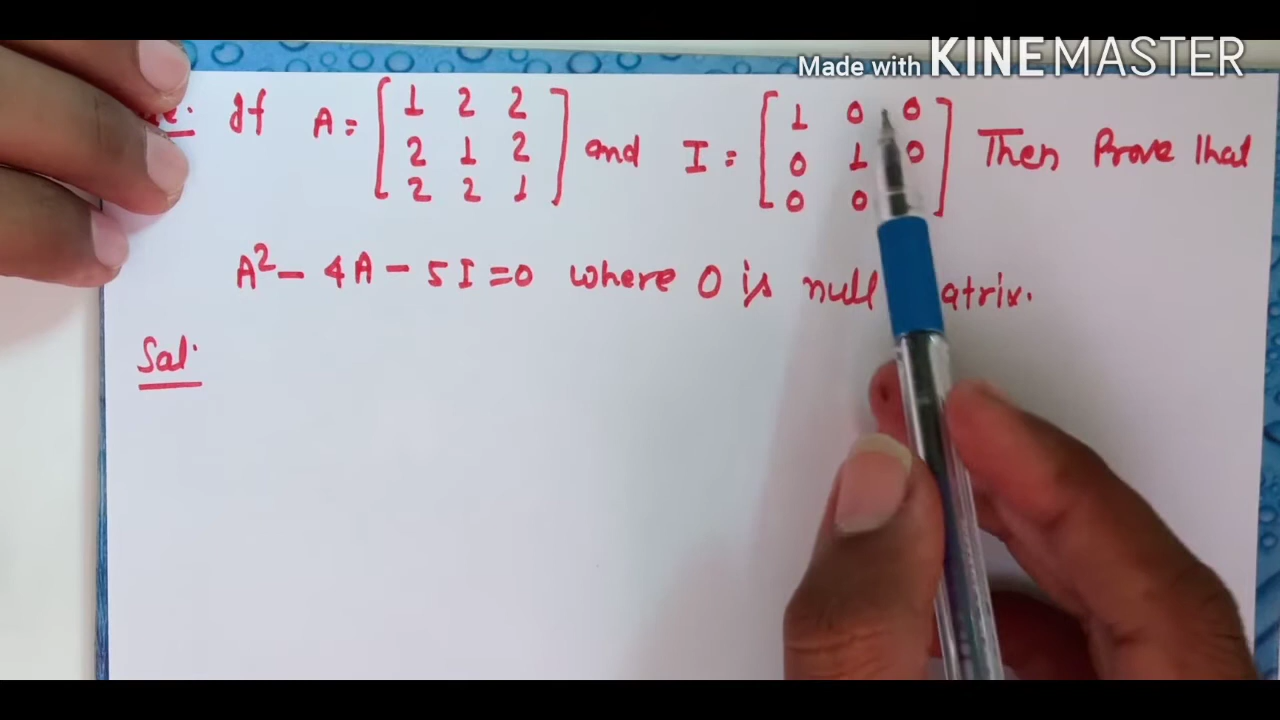 Made with KINEMASTER
If A = [ 1 2 2 ] and I = [ 1 0 0 ] Then Prove that
2 1 2 0 1 0
2 2 1 0 0
A² - 4A - 5I = 0 where 0 is null atrix.
Sol.